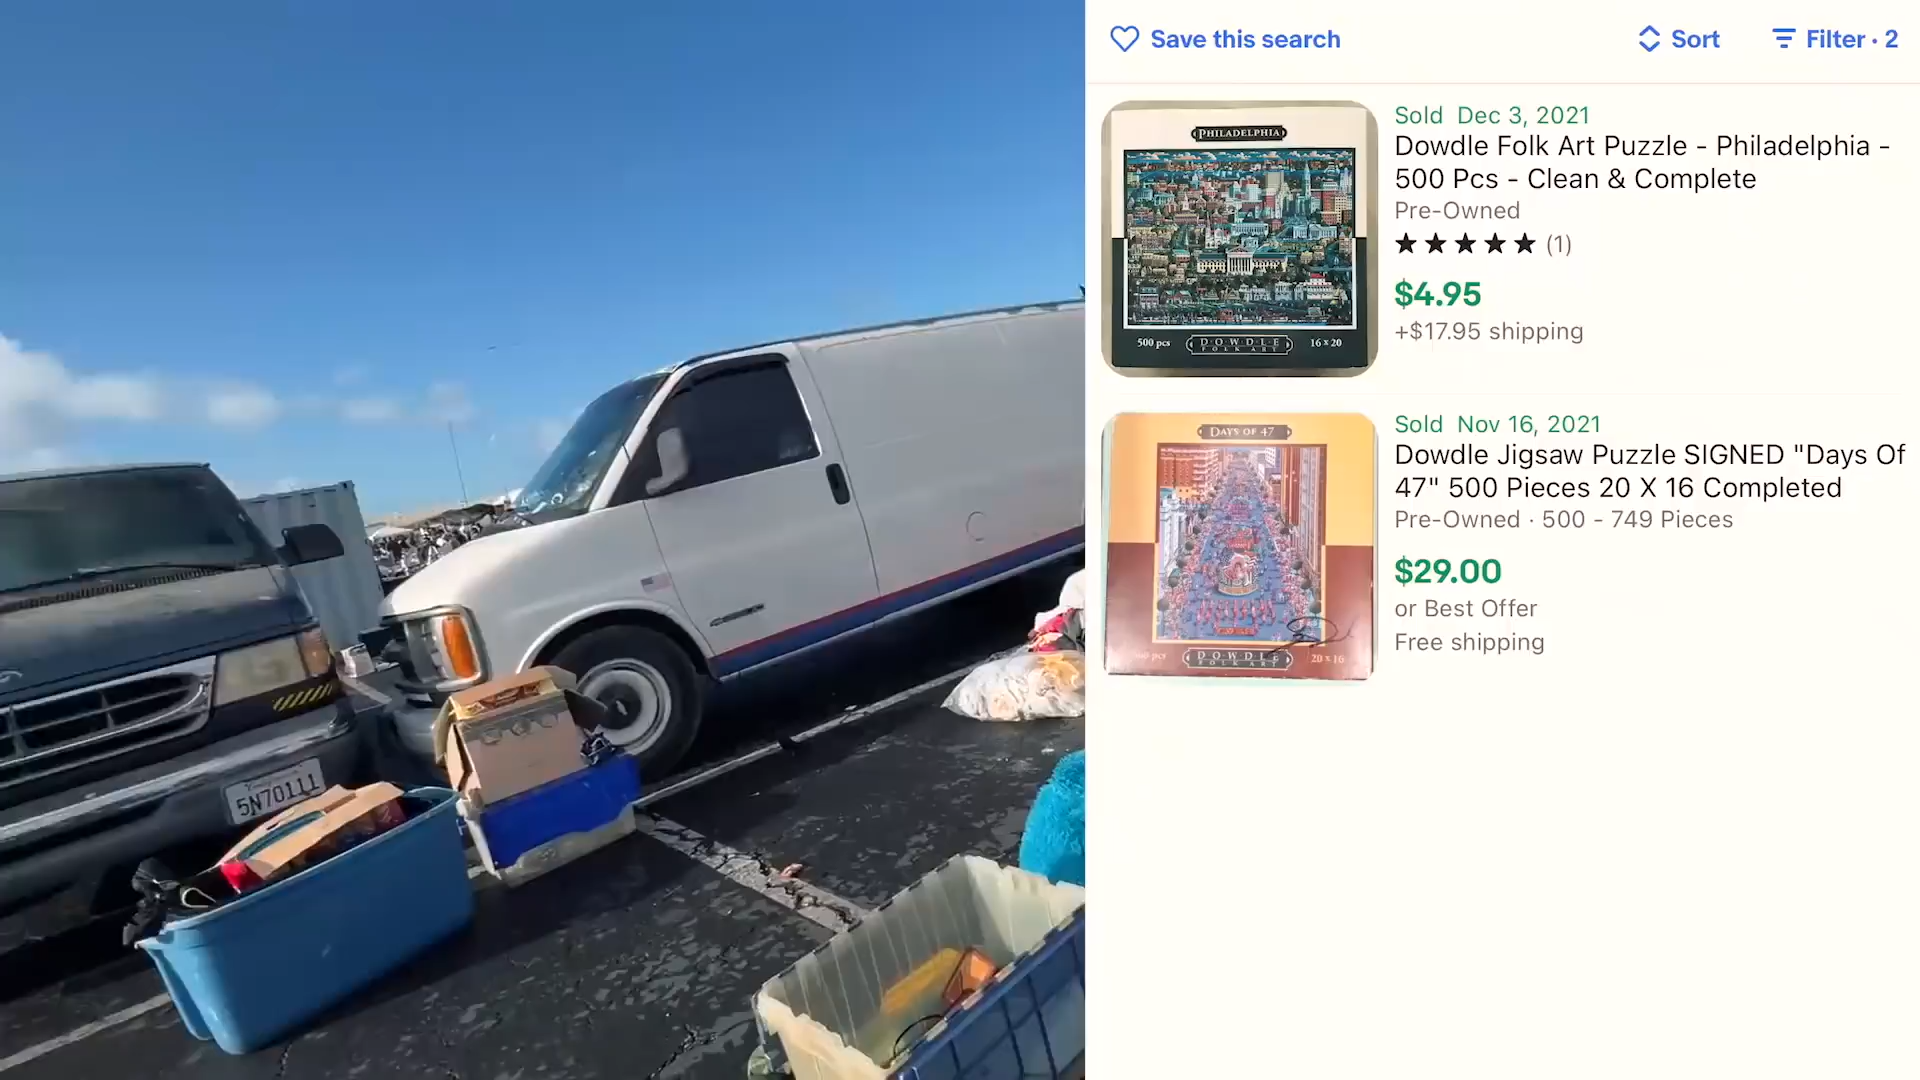 Save this search
Sort
Filter · 2
PHILADELPHIA
500 pcs
DOWDLE
FOLK ART
16 x 20
Sold Dec 3, 2021
Dowdle Folk Art Puzzle - Philadelphia -
500 Pcs - Clean & Complete
Pre-Owned
(1)
$4.95
+$17.95 shipping
DAYS OF 47
DOWDLE
FOLK ART
20 x 16
Sold Nov 16, 2021
Dowdle Jigsaw Puzzle SIGNED "Days Of
47" 500 Pieces 20 X 16 Completed
Pre-Owned · 500 - 749 Pieces
$29.00
or Best Offer
Free shipping
5N70111